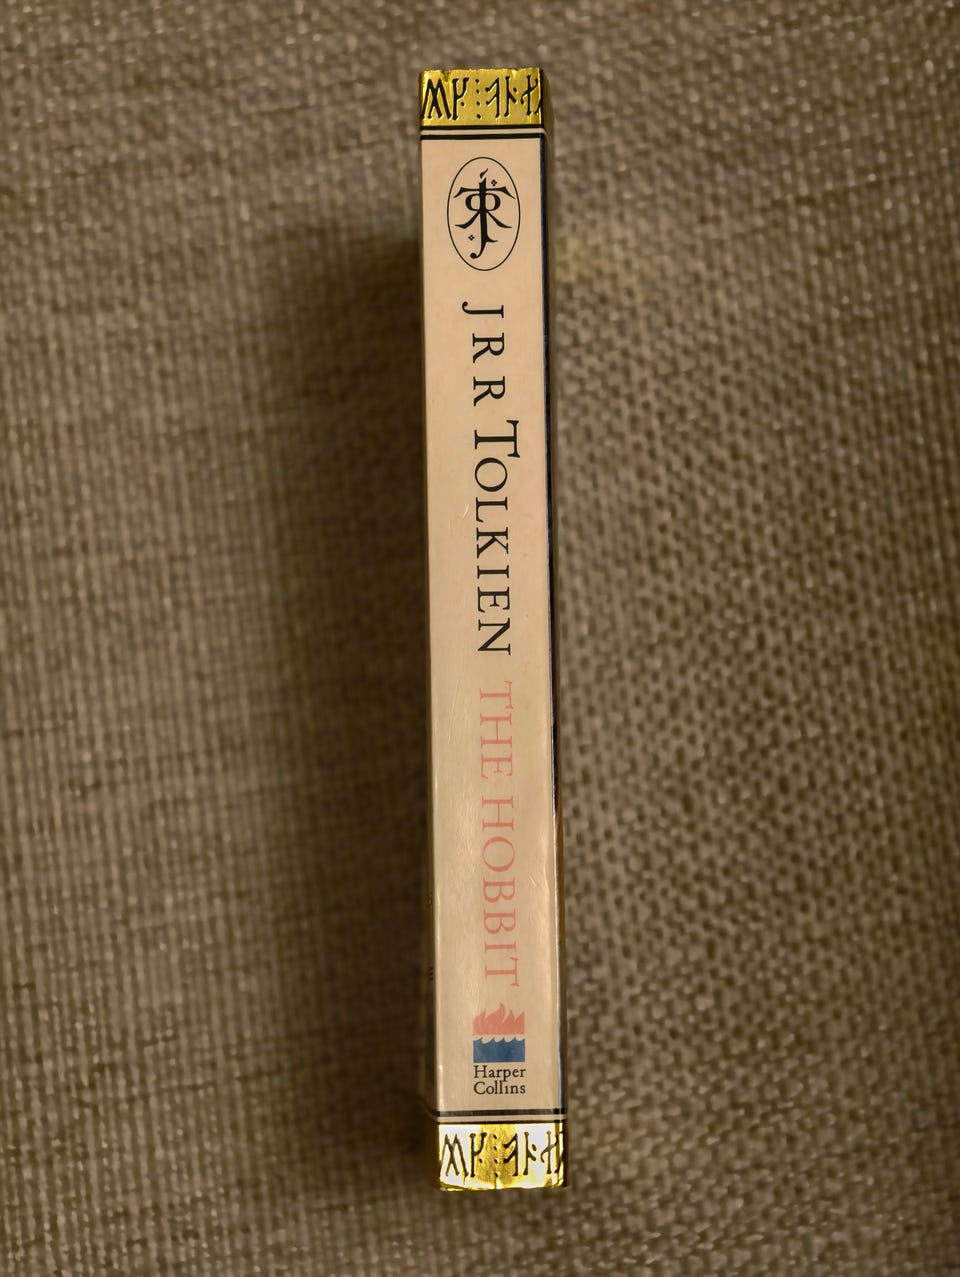 J R R TOLKIEN THE HOBBIT
Harper
Collins